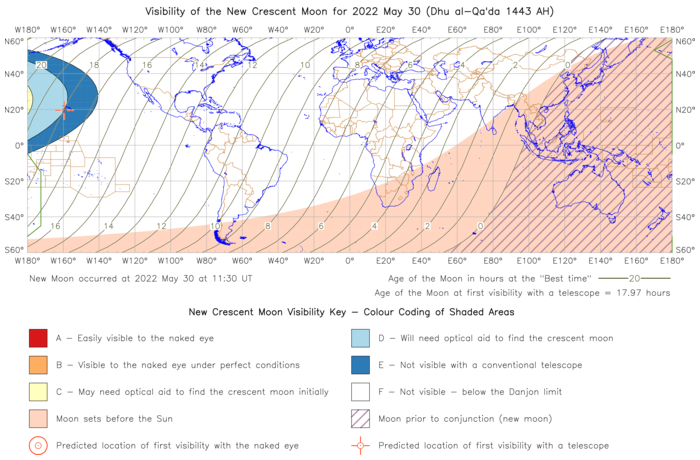 Visibility of the New Crescent Moon for 2022 May 30 (Dhu al-Qa'da 1443 AH)
W180° W160° W140° W120° W100° W80° W60° W40° W20° 0° E20° E40° E60° E80° E100° E120° E140° E160° E180°
N60° N60°
20 18 16 14 12 10 8 6 4 2 0
N40° N40°
N20° N20°
0° 0°
S20° S20°
S40° S40°
16 14 12 10 8 6 4 2 0
S60° S60°
W180° W160° W140° W120° W100° W80° W60° W40° W20° 0° E20° E40° E60° E80° E100° E120° E140° E160° E180°
New Moon occurred at 2022 May 30 at 11:30 UT
Age of the Moon in hours at the "Best time" 20
Age of the Moon at first visibility with a telescope = 17.97 hours
New Crescent Moon Visibility Key - Colour Coding of Shaded Areas
A - Easily visible to the naked eye
D - Will need optical aid to find the crescent moon
B - Visible to the naked eye under perfect conditions
E - Not visible with a conventional telescope
C - May need optical aid to find the crescent moon initially
F - Not visible - below the Danjon limit
Moon sets before the Sun
Moon prior to conjunction (new moon)
Predicted location of first visibility with the naked eye
Predicted location of first visibility with a telescope